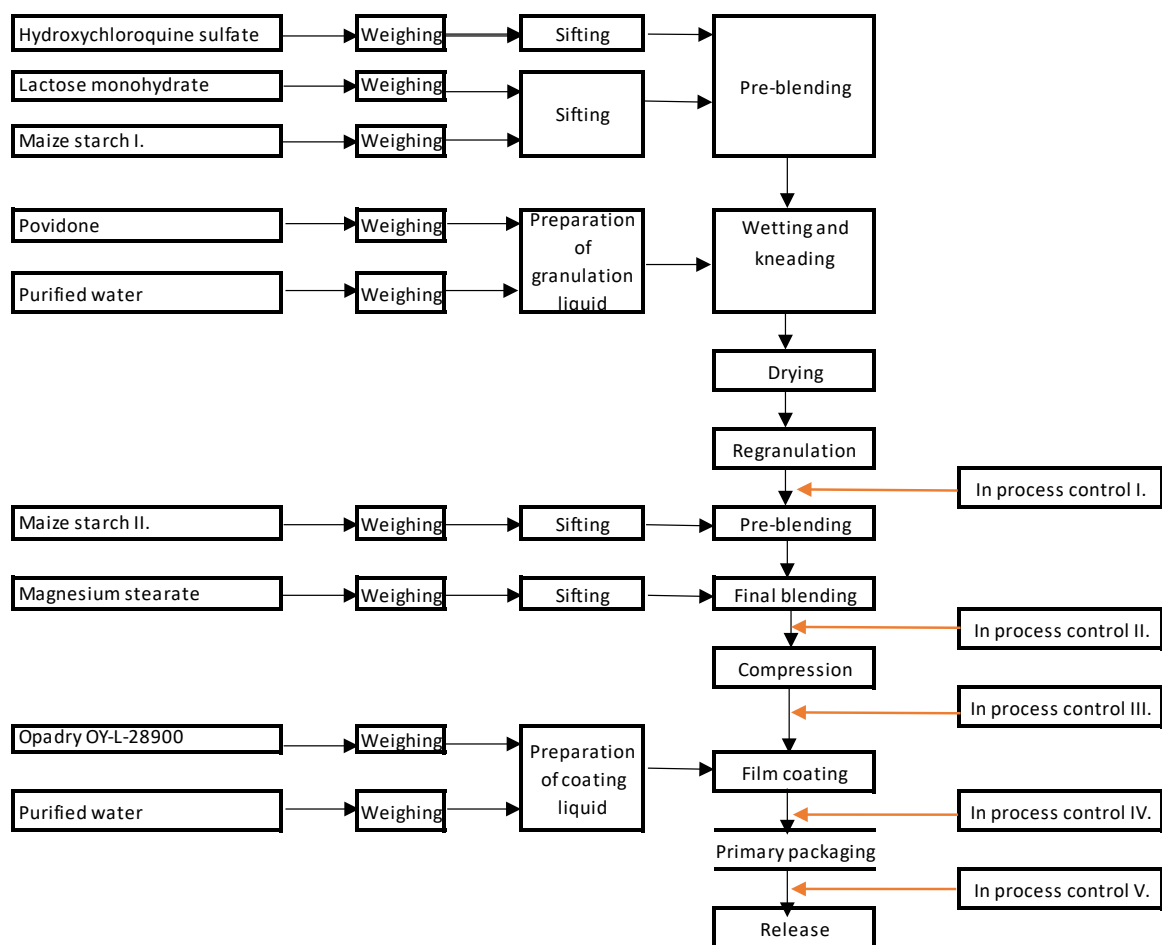 Hydroxychloroquine sulfate
Weighing
Sifting
Lactose monohydrate
Weighing
Pre-blending
Sifting
Maize starch I.
Weighing
Povidone
Weighing
Preparation
of
granulation
liquid
Wetting and
kneading
Purified water
Weighing
Drying
Regranulation
In process control I.
Maize starch II.
Weighing
Sifting
Pre-blending
Magnesium stearate
Weighing
Sifting
Final blending
In process control II.
Compression
In process control III.
Opadry OY-L-28900
Weighing
Preparation
of coating
liquid
Film coating
Purified water
Weighing
In process control IV.
Primary packaging
In process control V.
Release